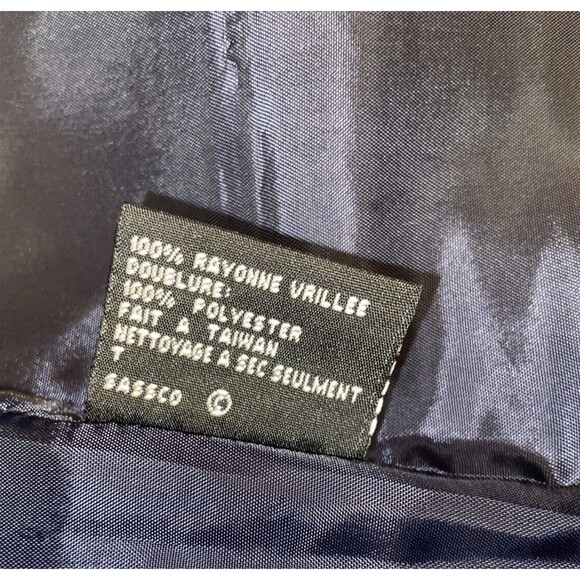 100% RAYONNE VRILLEE
DOUBLURE:
100% POLYESTER
FAIT A TAIWAN
NETTOYAGE A SEC SEULMENT
T
SASSCO ©